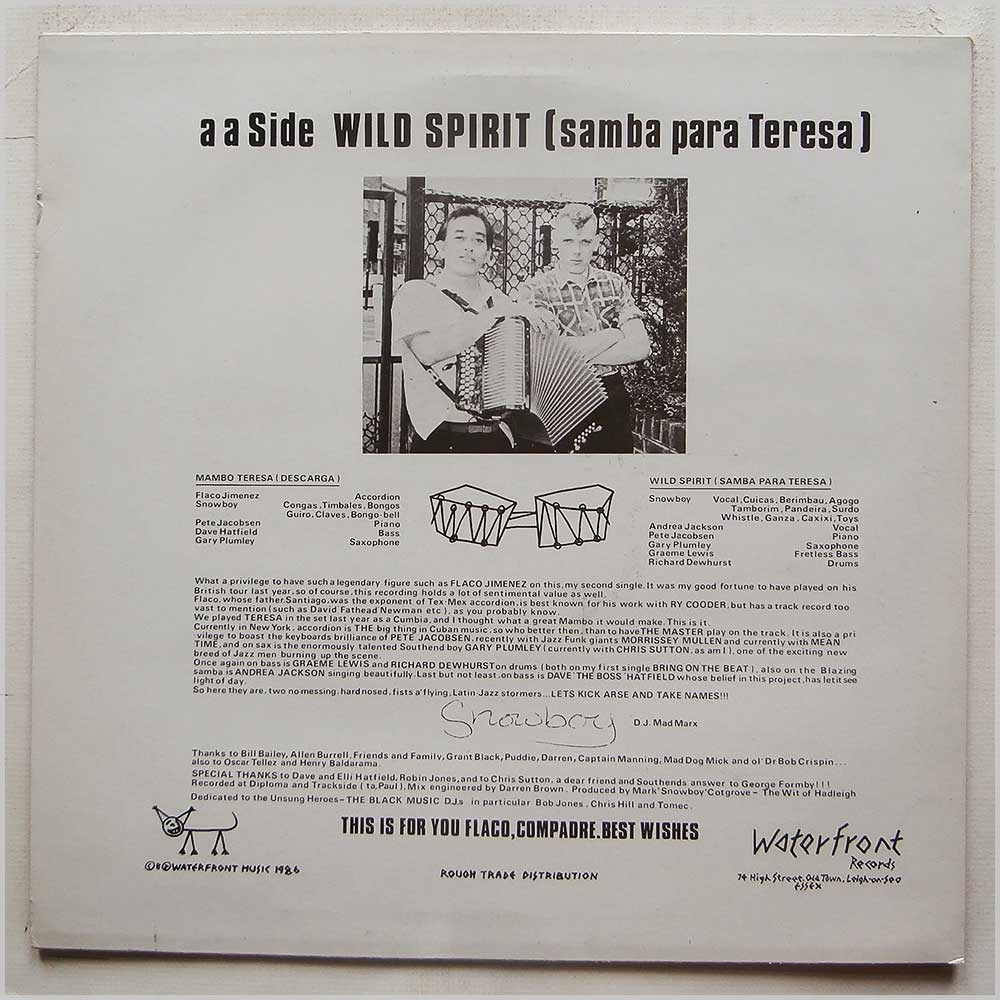 a a Side WILD SPIRIT (samba para Teresa)
MAMBO TERESA (DESCARGA)
Flaco Jimenez Accordion
Snowboy Congas, Timbales, Bongos
Guiro, Claves, Bongo-bell
Pete Jacobsen Piano
Dave Hatfield Bass
Gary Plumley Saxophone
WILD SPIRIT (SAMBA PARA TERESA)
Snowboy Vocal, Cuicas, Berimbau, Agogo
Tamborim, Pandeira, Surdo
Whistle, Ganza, Caxixi, Toys
Andrea Jackson Vocal
Pete Jacobsen Piano
Gary Plumley Saxophone
Graeme Lewis Fretless Bass
Richard Dewhurst Drums
What a privilege to have such a legendary figure such as FLACO JIMENEZ on this, my second single. It was my good fortune to have played on his
British tour last year, so of course, this recording holds a lot of sentimental value as well.
Flaco, whose father, Santiago, was the exponent of Tex-Mex accordion, is best known for his work with RY COODER, but has a track record too
vast to mention (such as David 'Fathead' Newman etc), as you probably know.
We played TERESA in the set last year as a Cumbia, and I thought what a great Mambo it would make. This is it.
Currently in New York, accordion is THE big thing in Cuban music, so who better then, than to have THE MASTER play on the track. It is also a pri
vilege to boast the keyboards brilliance of PETE JACOBSEN, recently with Jazz Funk giants MORRISSEY MULLEN and currently with MEAN
TIME, and on sax is the enormously talented Southend boy GARY PLUMLEY (currently with CHRIS SUTTON, as am I), one of the exciting new
breed of Jazz men burning up the scene.
Once again on bass is GRAEME LEWIS and RICHARD DEWHURST on drums (both on my first single BRING ON THE BEAT), also on the Blazing
samba is ANDREA JACKSON singing beautifully. Last but not least, on bass is DAVE 'THE BOSS' HATFIELD whose belief in this project, has let it see
light of day.
So here they are, two no messing, hard nosed, fists a'flying, Latin-Jazz stormers...LETS KICK ARSE AND TAKE NAMES!!!
Snowboy D.J. Mad Marx
Thanks to Bill Bailey, Allen Burrell, Friends and Family, Grant Black, Puddie, Darren, Captain Manning, Mad Dog Mick and ol' Dr Bob Crispin...
also to Oscar Tellez and Henry Baldarama.
SPECIAL THANKS to Dave and Elli Hatfield, Robin Jones, and to Chris Sutton, a dear friend and Southends answer to George Formby!!!
Recorded at Diploma and Trackside (ta, Paul). Mix engineered by Darren Brown. Produced by Mark 'Snowboy' Cotgrove - The Wit of Hadleigh
Dedicated to the Unsung Heroes - THE BLACK MUSIC DJs in particular Bob Jones, Chris Hill and Tomec.
THIS IS FOR YOU FLACO, COMPADRE. BEST WISHES
©&℗ WATERFRONT MUSIC 1986
ROUGH TRADE DISTRIBUTION
Waterfront
Records
74 High Street, Old Town, Leigh-on-Sea
ESSEX